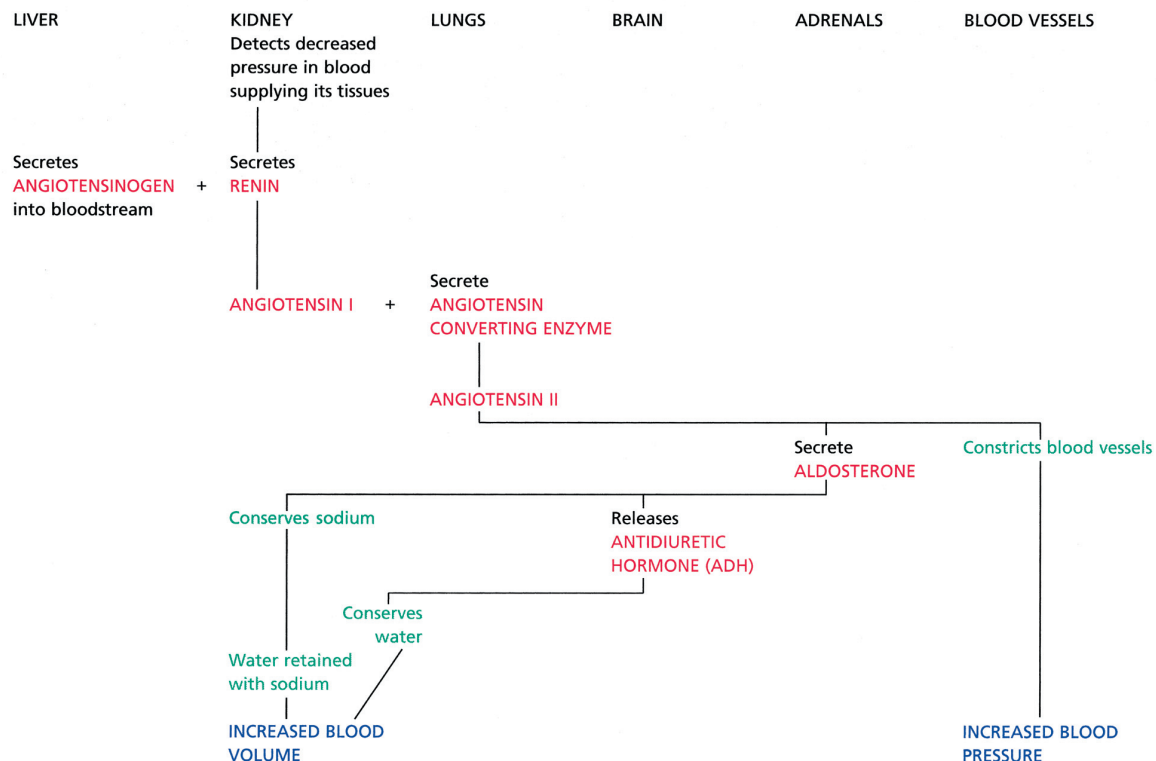 LIVER
KIDNEY
LUNGS
BRAIN
ADRENALS
BLOOD VESSELS
Detects decreased
pressure in blood
supplying its tissues
Secretes
ANGIOTENSINOGEN
into bloodstream
+
Secretes
RENIN
ANGIOTENSIN I
+
Secrete
ANGIOTENSIN
CONVERTING ENZYME
ANGIOTENSIN II
Secrete
ALDOSTERONE
Constricts blood vessels
Conserves sodium
Releases
ANTIDIURETIC
HORMONE (ADH)
Conserves
water
Water retained
with sodium
INCREASED BLOOD
VOLUME
INCREASED BLOOD
PRESSURE